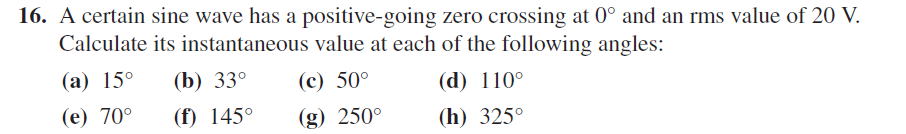 16. A certain sine wave has a positive-going zero crossing at 0° and an rms value of 20 V.
Calculate its instantaneous value at each of the following angles:
(a) 15° (b) 33° (c) 50° (d) 110°
(e) 70° (f) 145° (g) 250° (h) 325°